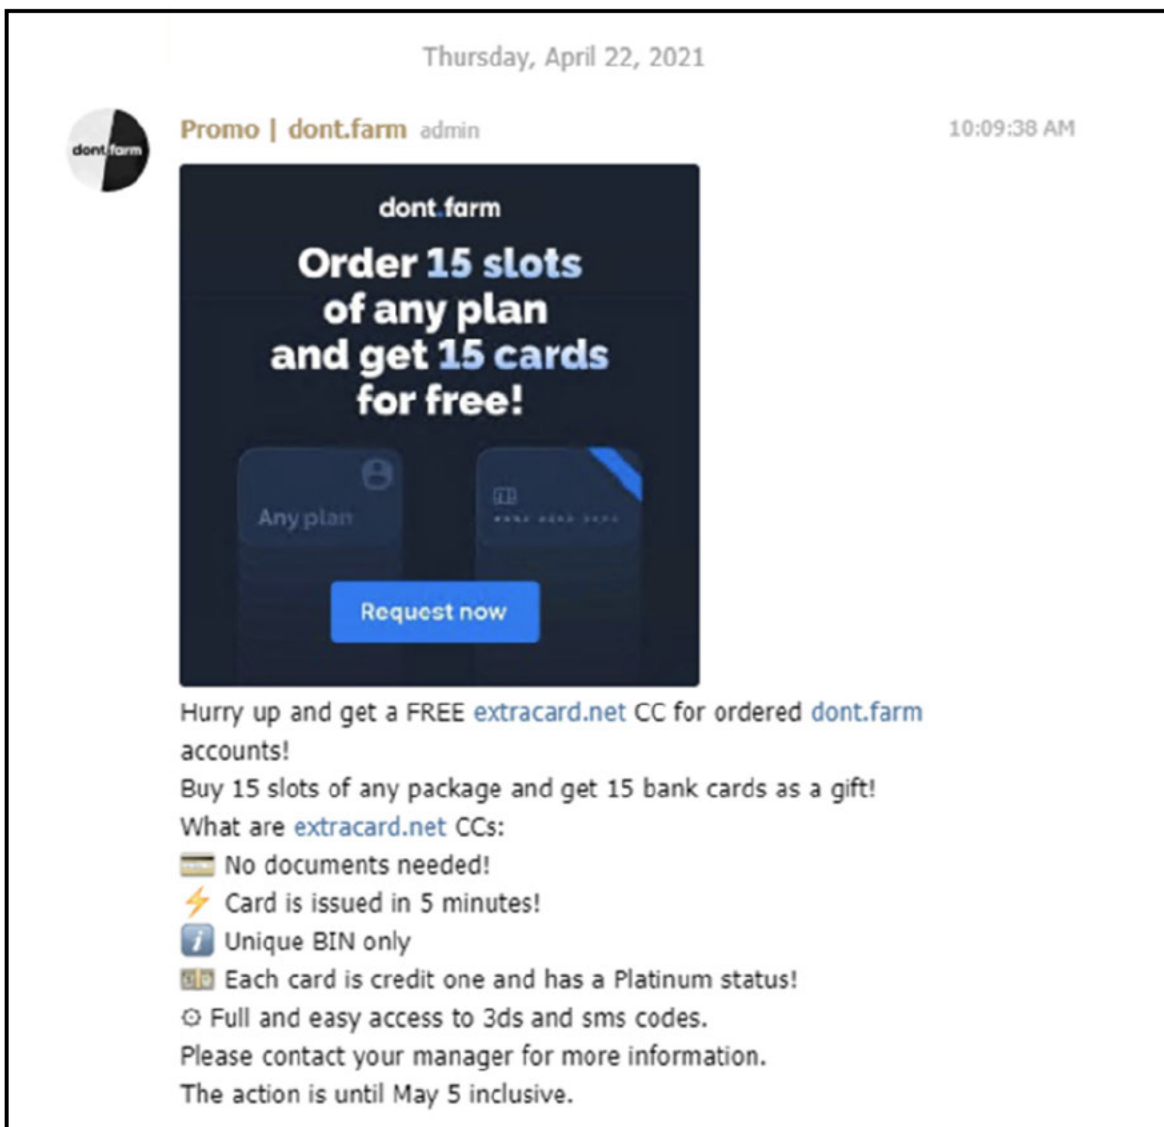 Thursday, April 22, 2021
dont.farm
Promo | dont.farm admin
10:09:38 AM
dont.farm
Order 15 slots
of any plan
and get 15 cards
for free!
Any plan
Request now
Hurry up and get a FREE extracard.net CC for ordered dont.farm
accounts!
Buy 15 slots of any package and get 15 bank cards as a gift!
What are extracard.net CCs:
💳 No documents needed!
⚡ Card is issued in 5 minutes!
ℹ️ Unique BIN only
💵 Each card is credit one and has a Platinum status!
⚙ Full and easy access to 3ds and sms codes.
Please contact your manager for more information.
The action is until May 5 inclusive.